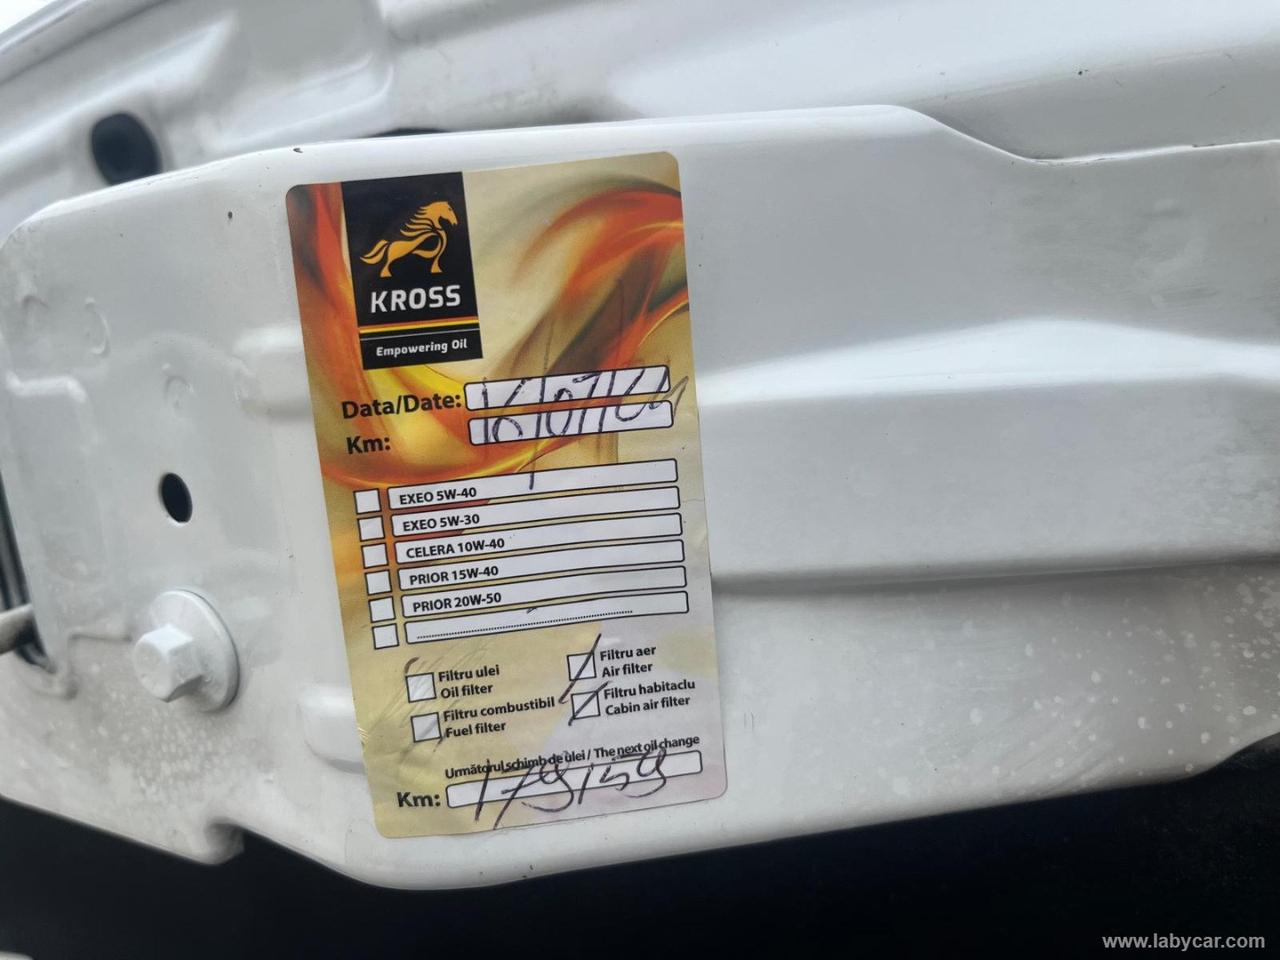 KROSS
Empowering Oil
Data/Date:
Km:
EXEO 5W-40
EXEO 5W-30
CELERA 10W-40
PRIOR 15W-40
PRIOR 20W-50
Filtru ulei
Oil filter
Filtru aer
Air filter
Filtru combustibil
Fuel filter
Filtru habitaclu
Cabin air filter
Următorul schimb de ulei / The next oil change
Km: 179159
www.labycar.com